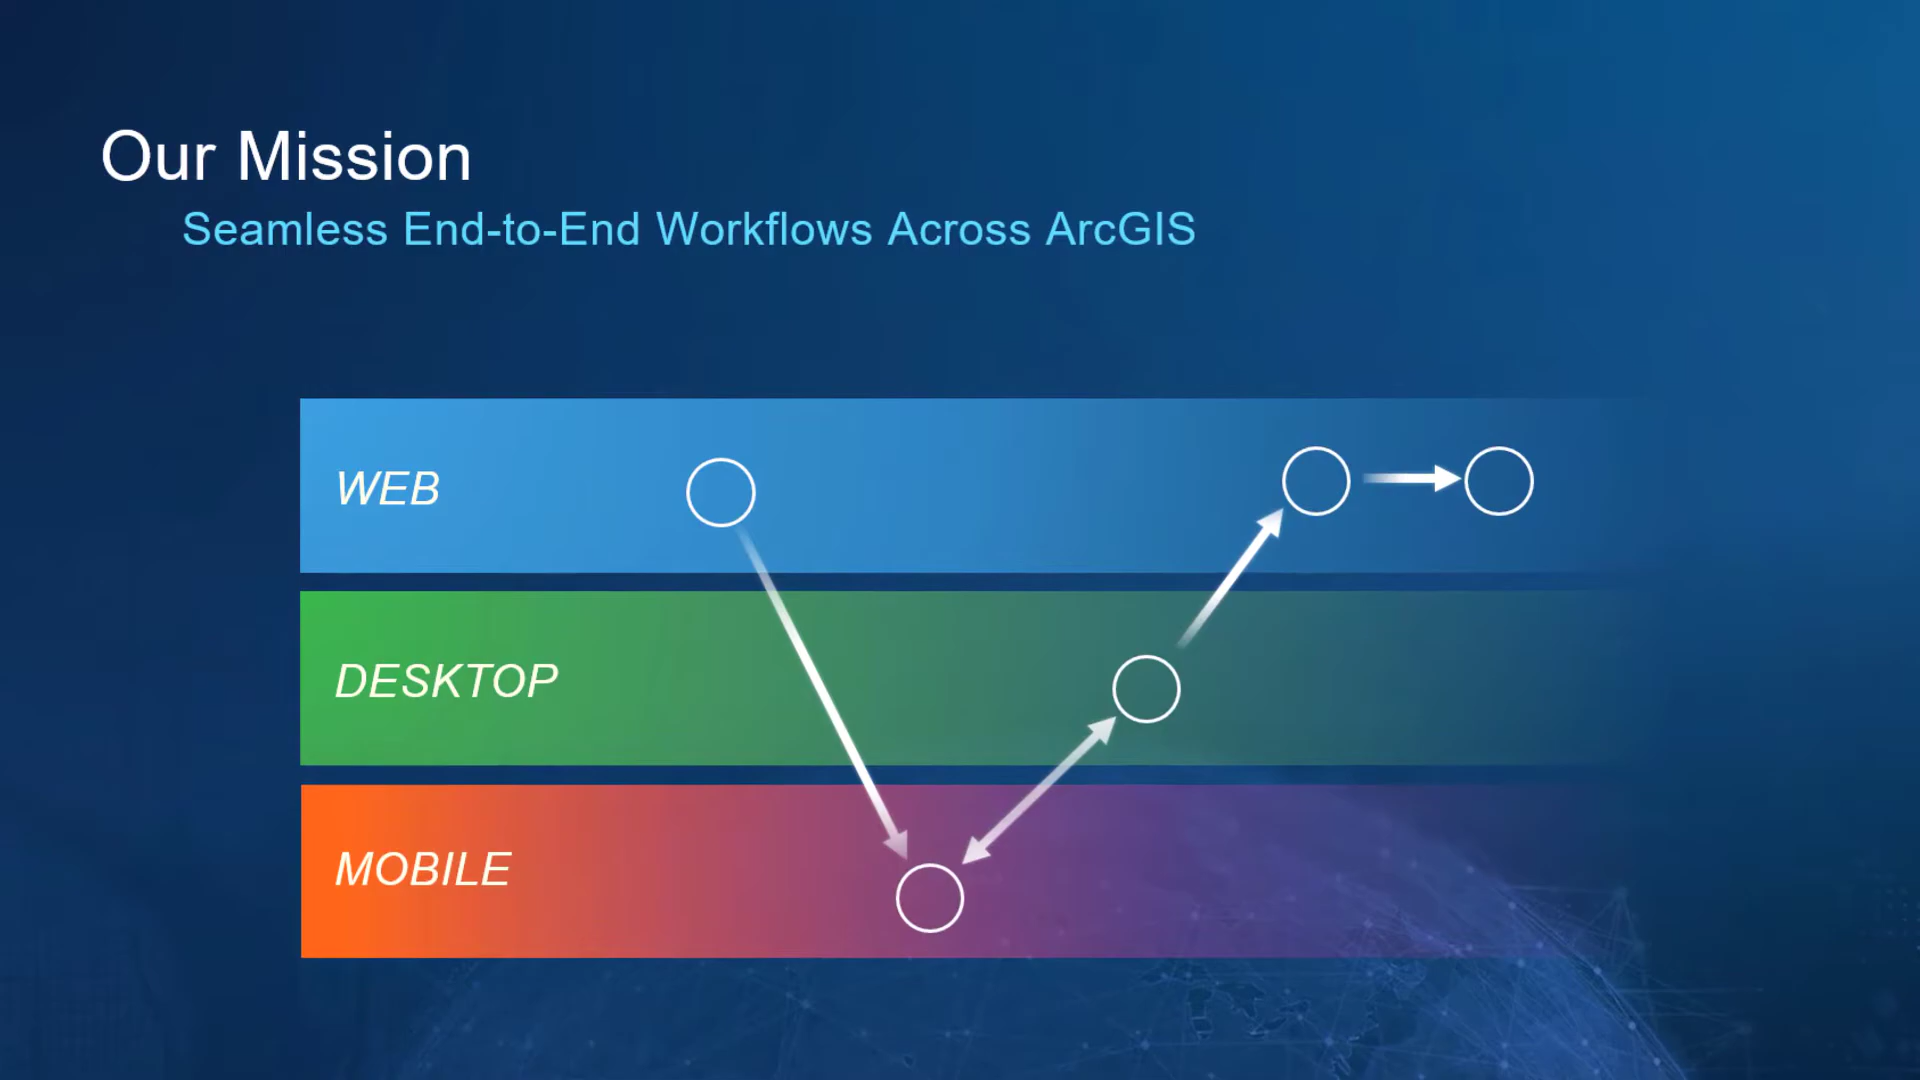 Our Mission
Seamless End-to-End Workflows Across ArcGIS
WEB
DESKTOP
MOBILE